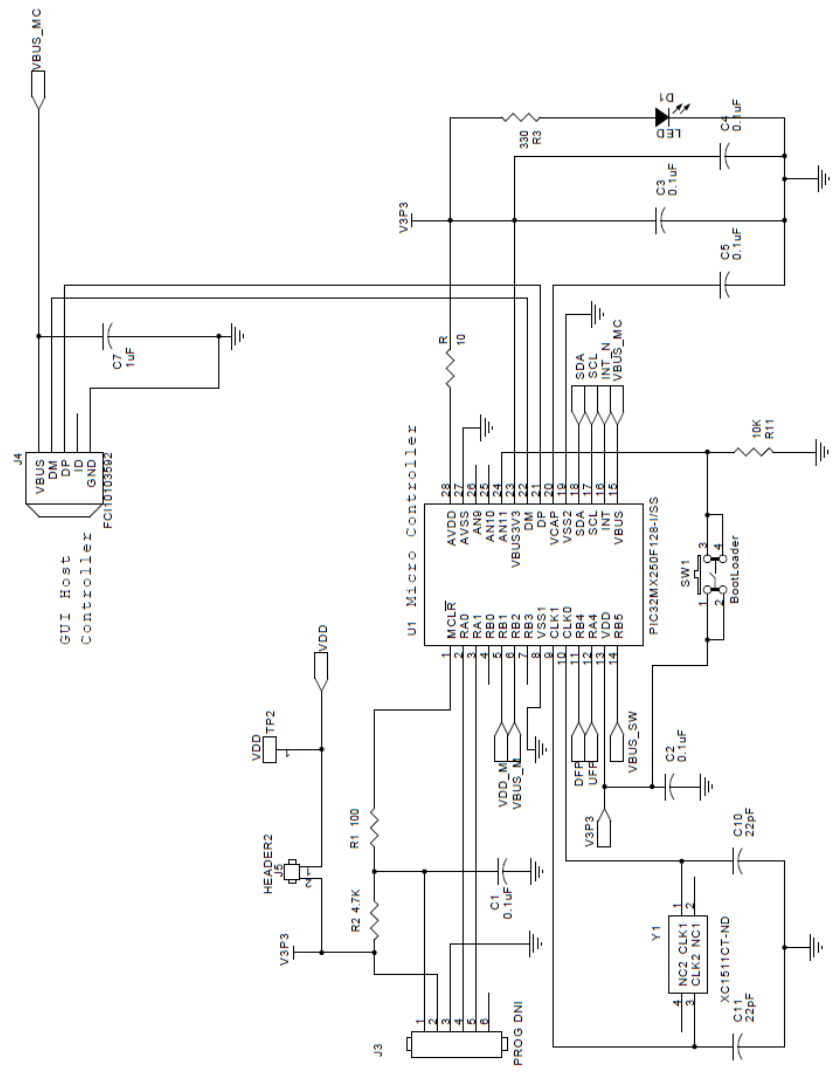 VBUS_MC
J4
VBUS
DM
DP
ID
GND
FCI10103592
GUI Host
Controller
C7
1uF
V3P3
R
10
330
R3
D1
LED
C4
0.1uF
C3
0.1uF
C5
0.1uF
U1 Micro Controller
PIC32MX250F128-I/SS
28 AVDD
27 AVSS
26 AN9
25 AN10
24 AN11
23 VBUS3V3
22 DM
21 DP
20 VCAP
19 VSS2
18 SDA
17 SCL
16 INT
15 VBUS
SDA
SCL
INT_N
VBUS_MC
1 MCLR
2 RA0
3 RA1
4 RB0
5 RB1
6 RB2
7 RB3
8 VSS1
9 CLK1
10 CLK0
11 RB4
12 RA4
13 VDD
14 RB5
VDD_M
VBUS_M
DFP
UFP
V3P3
VBUS_SW
C2
0.1uF
SW1
1
2
3
4
BootLoader
10K
R11
VDD
VDD
TP2
1
HEADER2
J5
2 1
V3P3
R1 100
R2 4.7K
C1
0.1uF
J3
1
2
3
4
5
6
PROG DNI
Y1
4 NC2 CLK1 1
3 CLK2 NC1 2
XC1511CT-ND
C10
22pF
C11
22pF